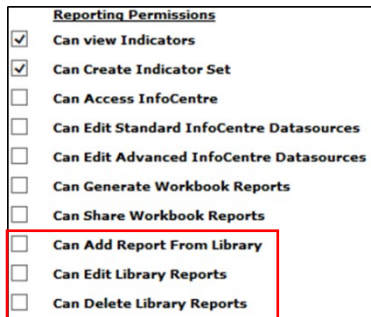 Reporting Permissions
Can view Indicators
Can Create Indicator Set
Can Access InfoCentre
Can Edit Standard InfoCentre Datasources
Can Edit Advanced InfoCentre Datasources
Can Generate Workbook Reports
Can Share Workbook Reports
Can Add Report From Library
Can Edit Library Reports
Can Delete Library Reports